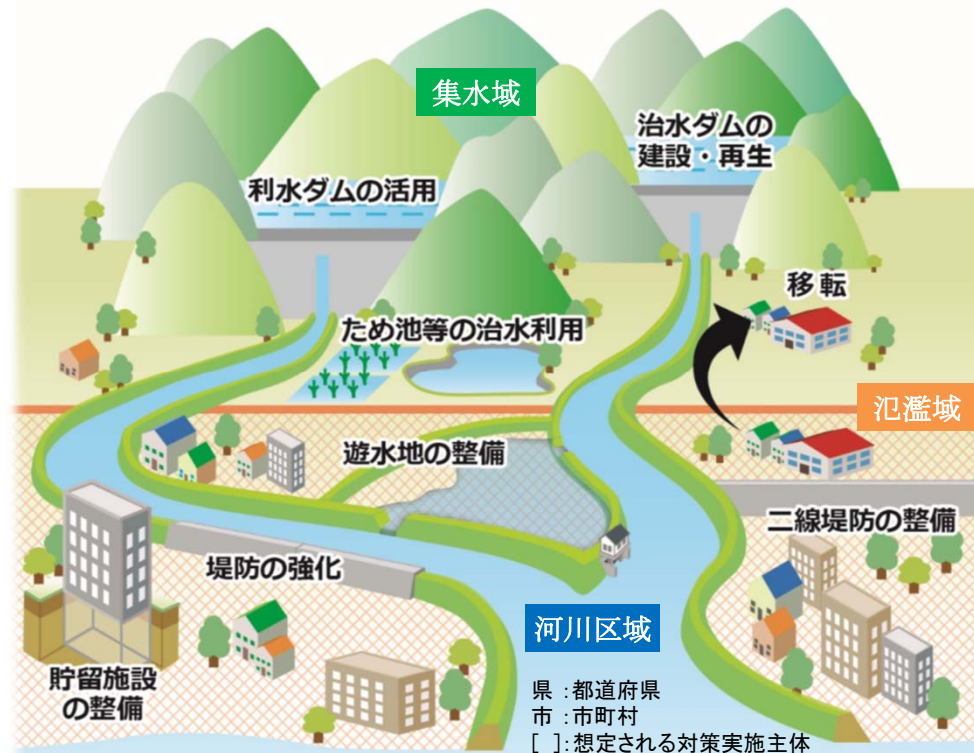 集水域
治水ダムの
建設・再生
利水ダムの活用
移転
ため池等の治水利用
氾濫域
遊水地の整備
二線堤防の整備
堤防の強化
河川区域
貯留施設
の整備
県：都道府県
市：市町村
[ ]：想定される対策実施主体